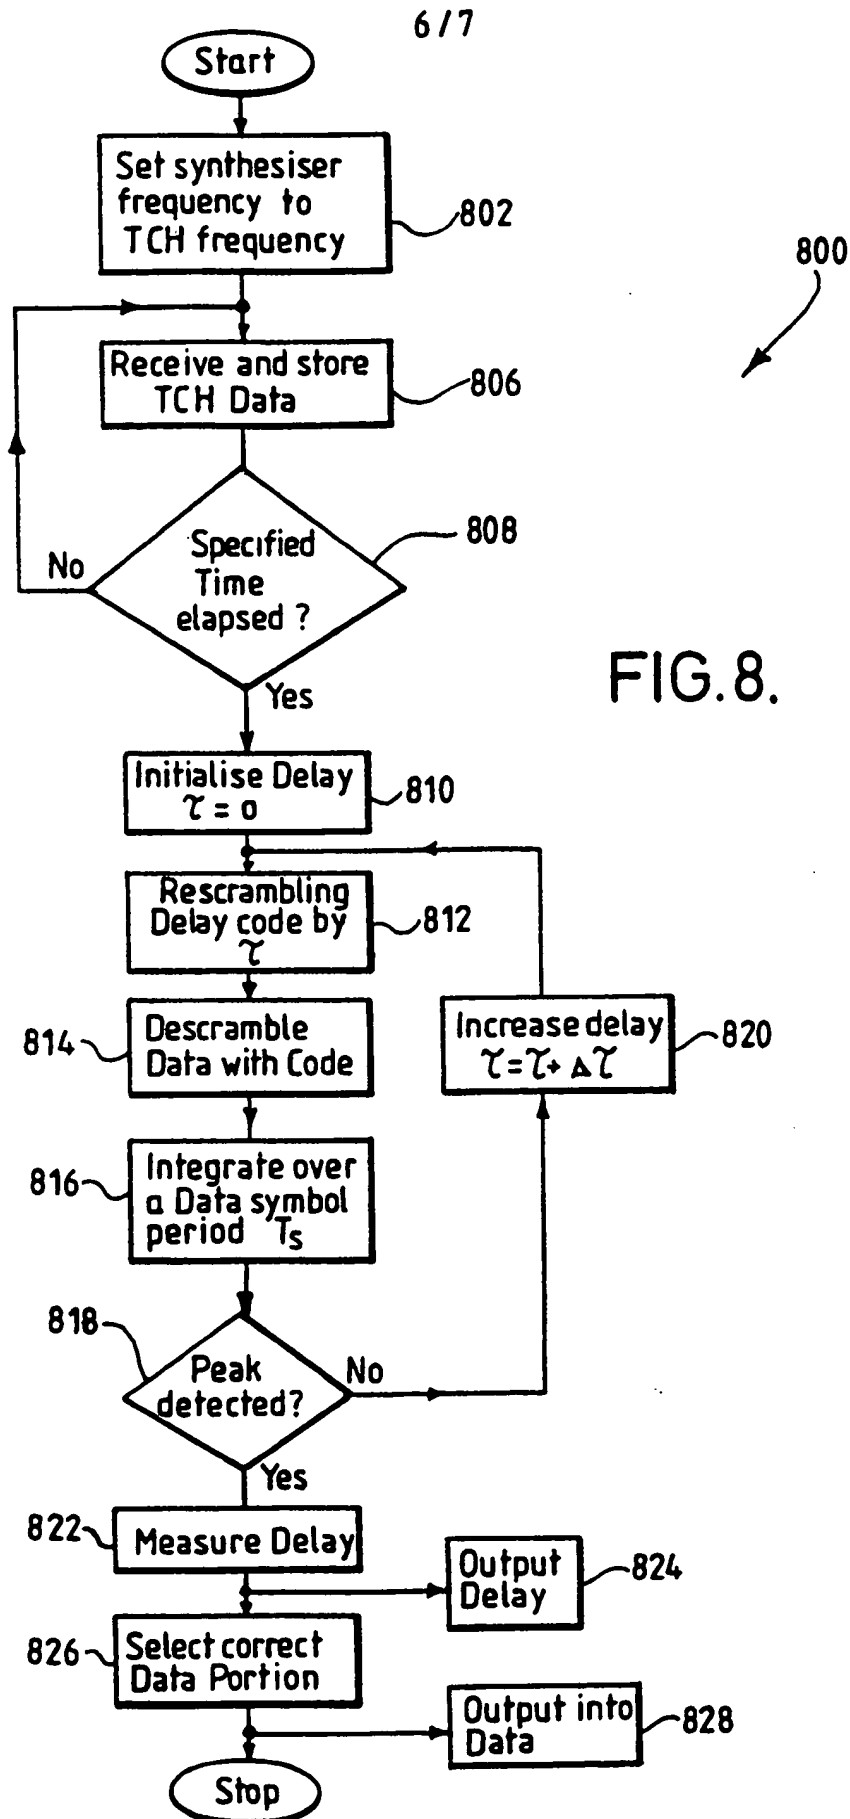 6/7
Start
Set synthesiser
frequency to
TCH frequency
802
800
Receive and store
TCH Data
806
Specified
Time
elapsed ?
808
No
Yes
FIG.8.
Initialise Delay
τ = 0
810
Rescrambling
Delay code by
τ
812
814
Descramble
Data with Code
Increase delay
τ=τ+ Δτ
820
816
Integrate over
a Data symbol
period Ts
818
Peak
detected?
No
Yes
822
Measure Delay
Output
Delay
824
826
Select correct
Data Portion
Output into
Data
828
Stop